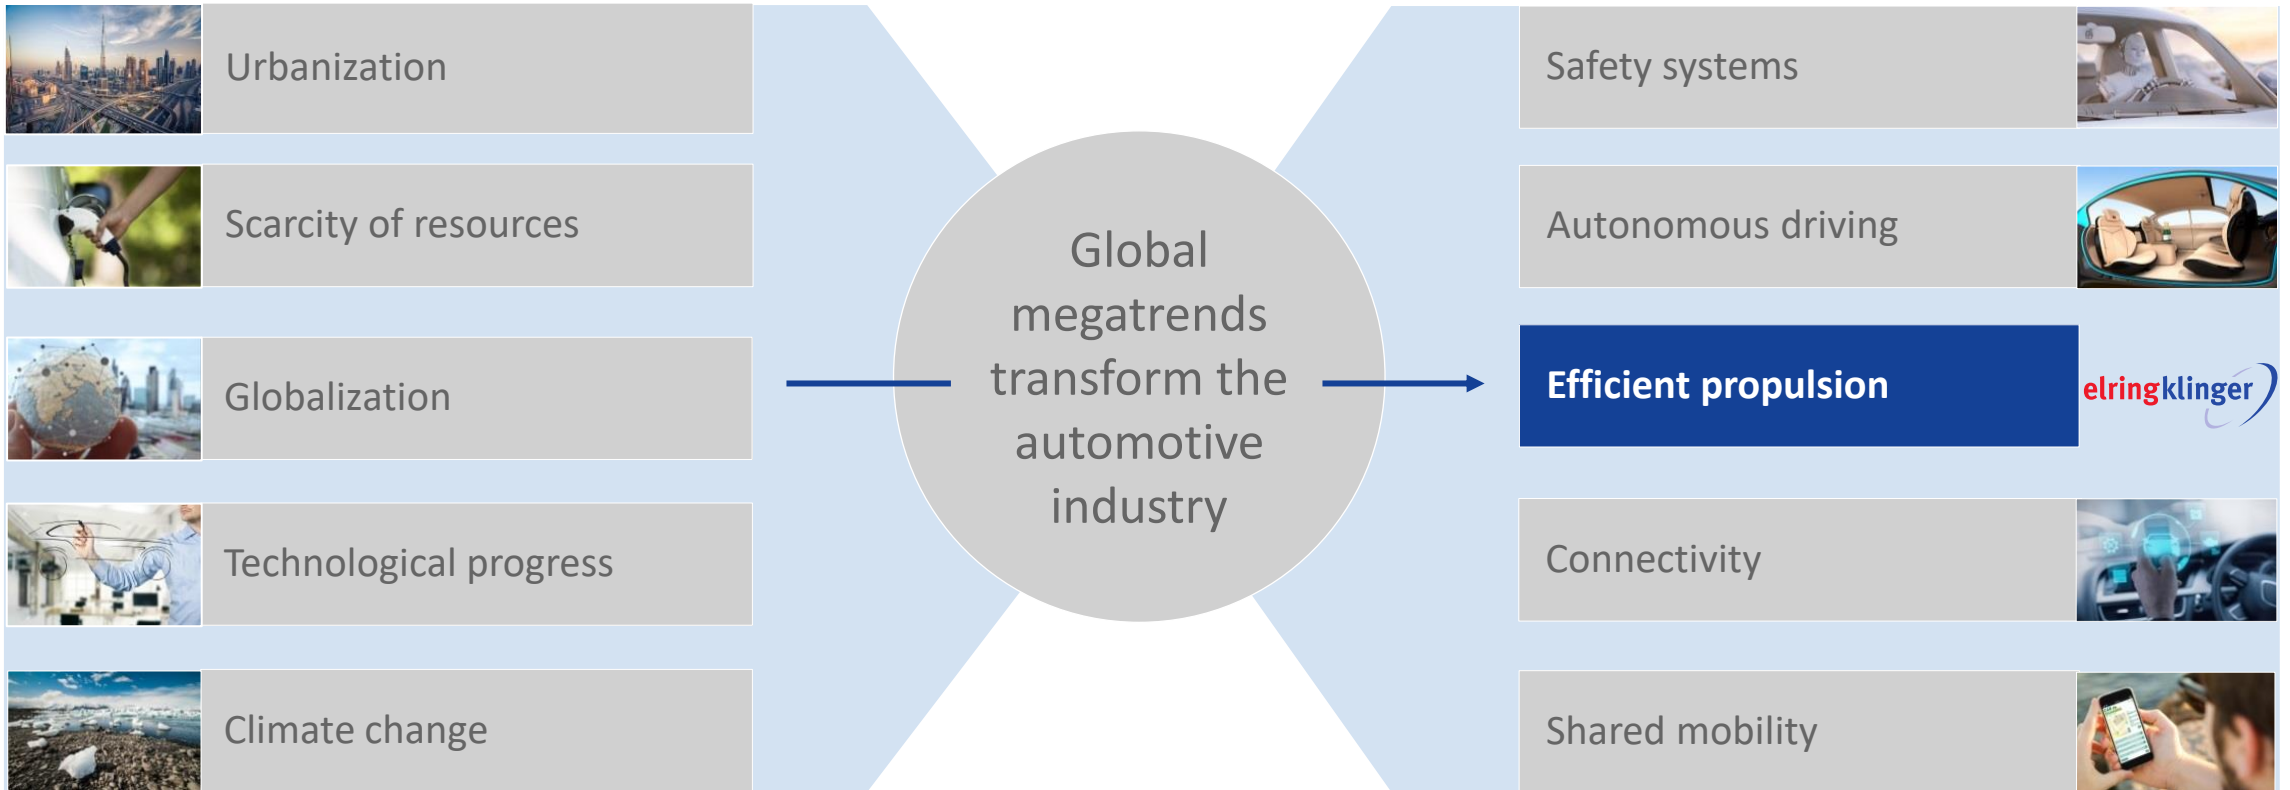 Urbanization
Scarcity of resources
Globalization
Technological progress
Climate change
Global
megatrends
transform the
automotive
industry
Safety systems
Autonomous driving
Efficient propulsion
elringklinger
Connectivity
Shared mobility